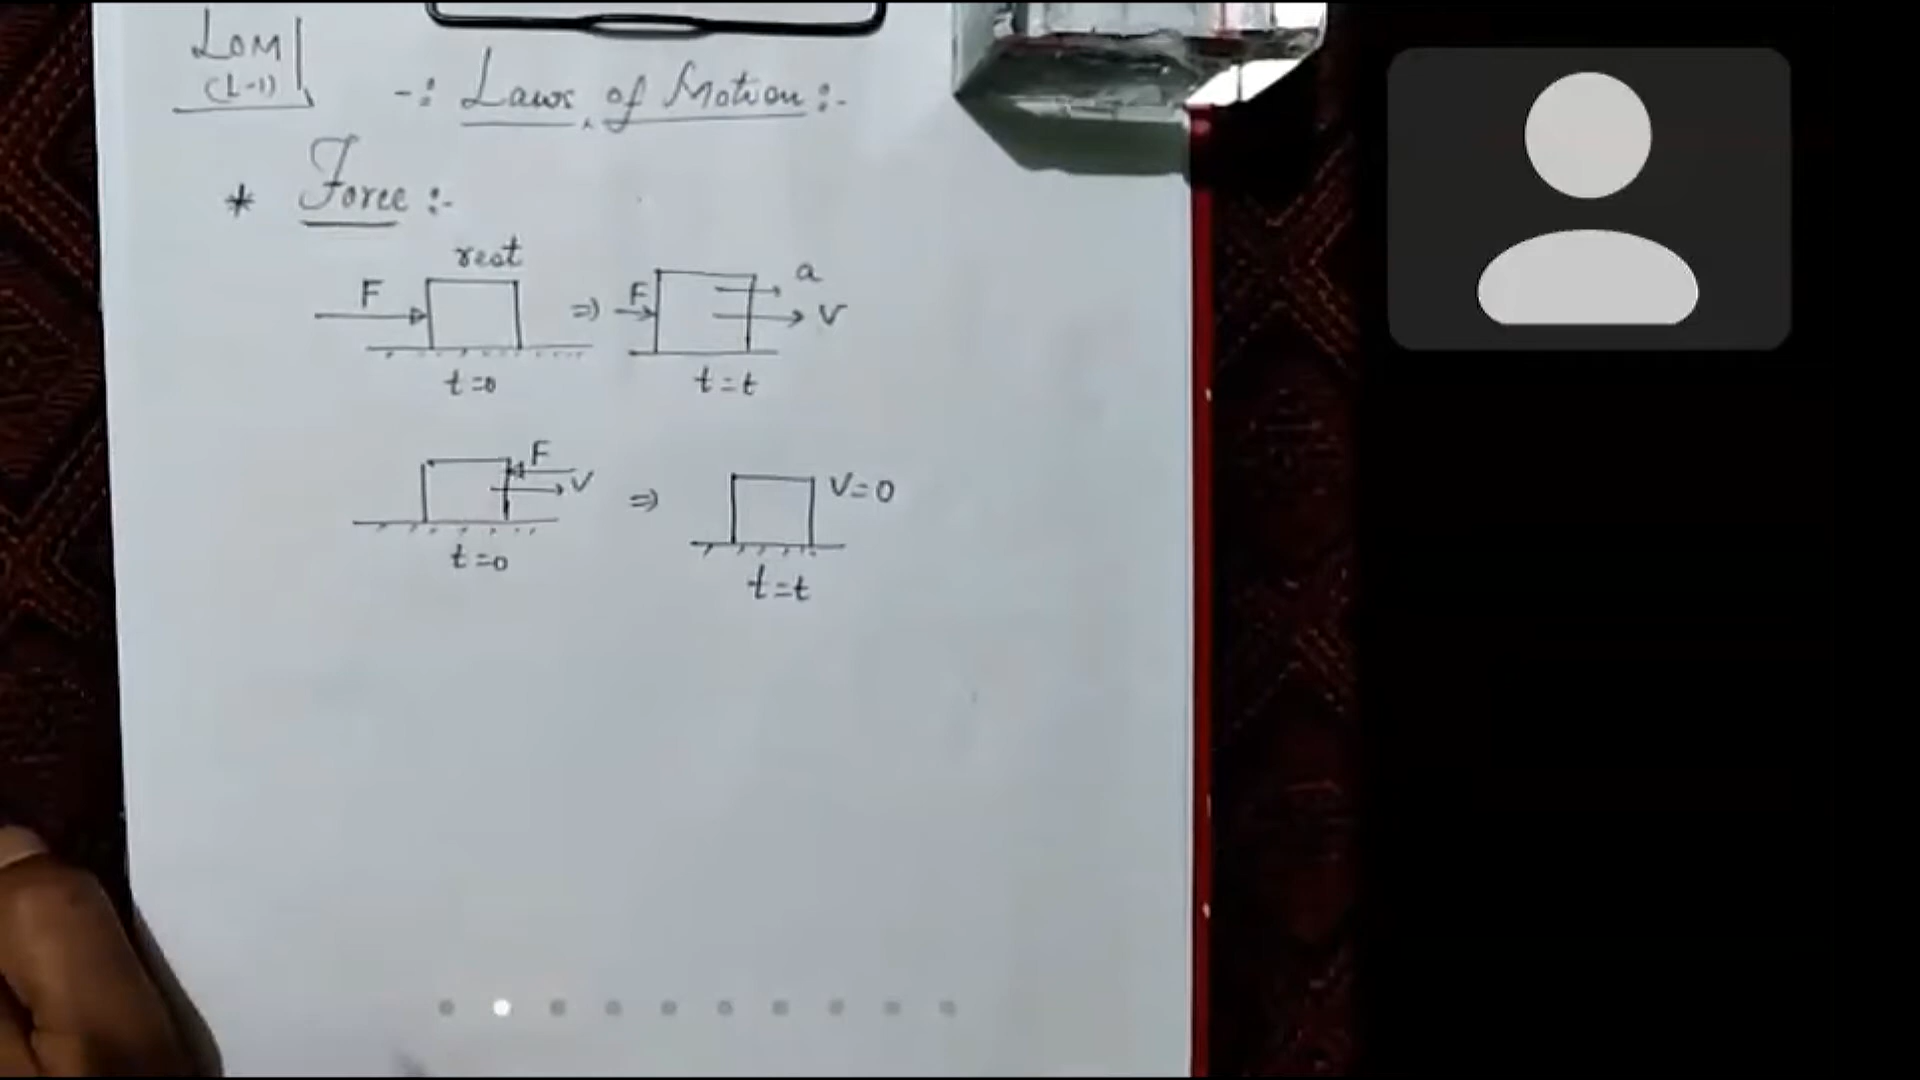 LOM
(L-1)
-: Laws of Motion :-
* Force :-
rest
F ⇒ F a
V
t=0 t=t
F
V ⇒ V=0
t=0 t=t